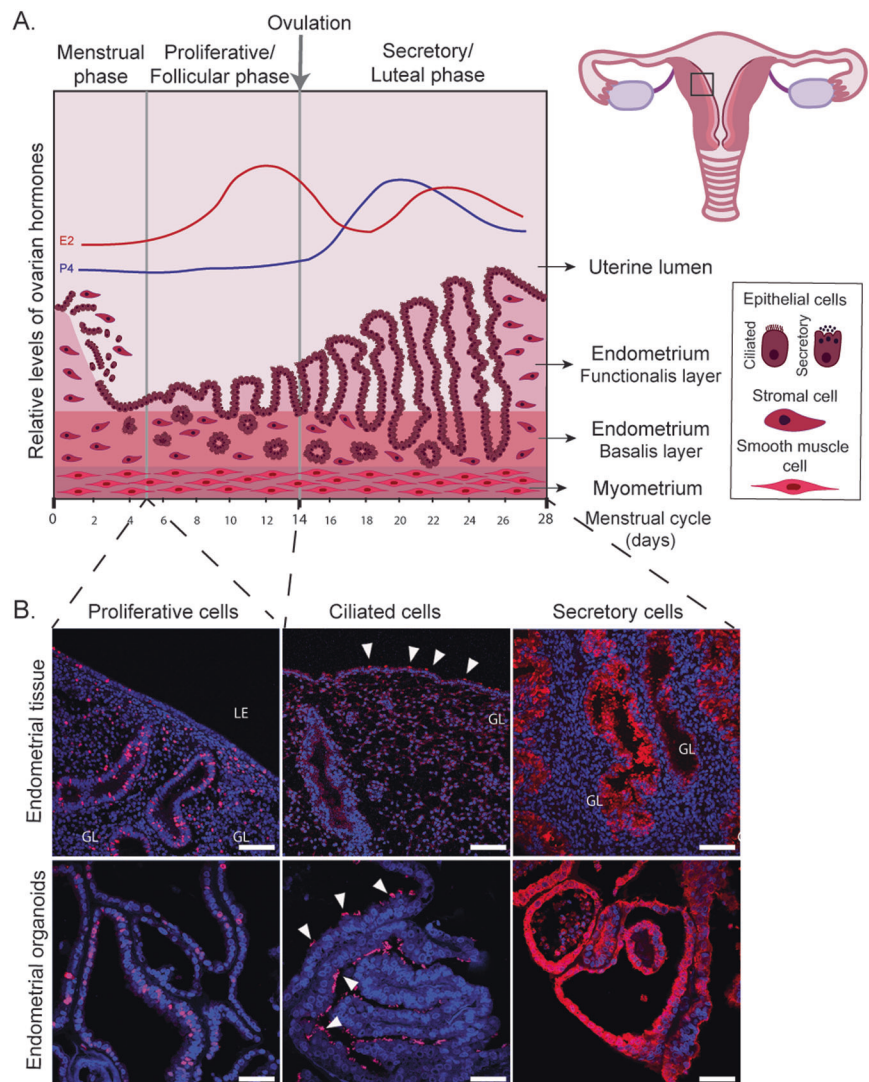 A.
Ovulation
Menstrual
phase
Proliferative/
Follicular phase
Secretory/
Luteal phase
Relative levels of ovarian hormones
E2
P4
Uterine lumen
Endometrium
Functionalis layer
Endometrium
Basalis layer
Myometrium
0 2 4 6 8 10 12 14 16 18 20 22 24 26 28
Menstrual cycle
(days)
Epithelial cells
Ciliated
Secretory
Stromal cell
Smooth muscle
cell
B.
Proliferative cells
Ciliated cells
Secretory cells
Endometrial tissue
LE
GL
GL
GL
GL
GL
Endometrial organoids